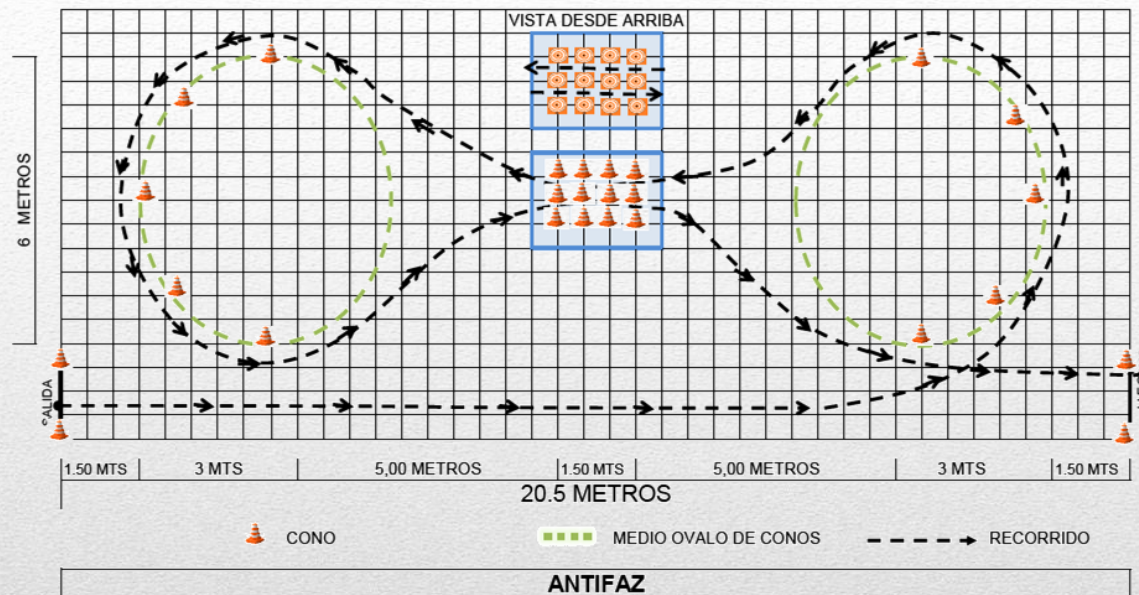 VISTA DESDE ARRIBA
6 METROS
SALIDA
1.50 MTS
3 MTS
5,00 METROS
1.50 MTS
5,00 METROS
3 MTS
1.50 MTS
20.5 METROS
CONO
MEDIO OVALO DE CONOS
RECORRIDO
ANTIFAZ